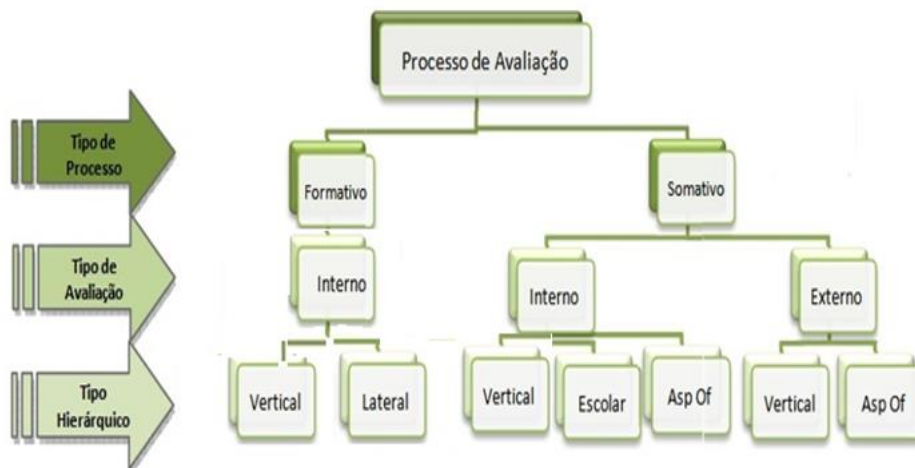 Processo de Avaliação
Tipo de
Processo
Formativo
Somativo
Tipo de
Avaliação
Interno
Interno
Externo
Tipo
Hierárquico
Vertical
Lateral
Vertical
Escolar
Asp Of
Vertical
Asp Of